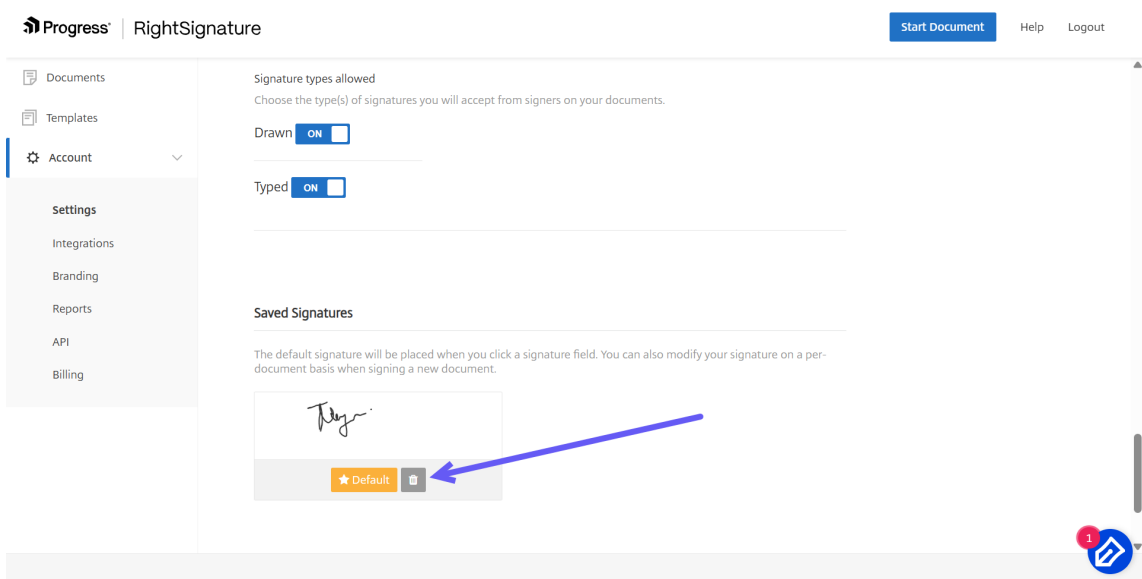 Progress® | RightSignature
Start Document
Help
Logout
Documents
Templates
Account
Settings
Integrations
Branding
Reports
API
Billing
Signature types allowed
Choose the type(s) of signatures you will accept from signers on your documents.
Drawn ON
Typed ON
Saved Signatures
The default signature will be placed when you click a signature field. You can also modify your signature on a per-
document basis when signing a new document.
Default
1